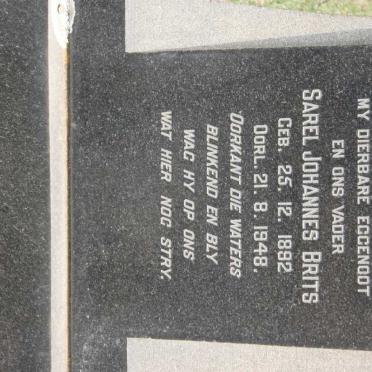 MY DIERBARE EGGENOOT
EN ONS VADER
SAREL JOHANNES BRITS
GEB. 25. 12. 1892
OORL. 21. 8. 1948.
OORKANT DIE WATERS
BLINKEND EN BLY
WAG HY OP ONS
WAT HIER NOG STRY.